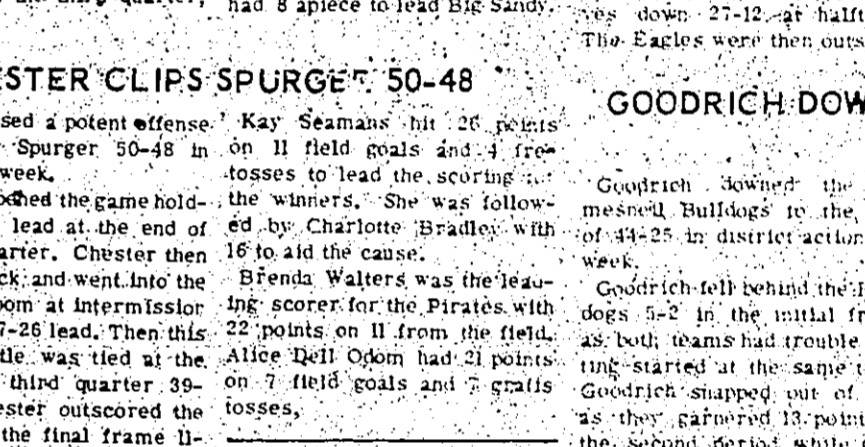 had 8 apiece to lead Big Sandy.
STER CLIPS SPURGER 50-48
sed a potent offense
Spurger 50-48 in
week.
the game hold-
lead at the end of
arter. Chester then
ck and went into the
oom at intermission
7-26 lead. Then this
tle was tied at the
third quarter 39-
ester outscored the
the final frame 11-
Kay Seamans hit 26 points
on 11 field goals and 4 free
tosses to lead the scoring for
the winners. She was follow-
ed by Charlotte Bradley with
16 to aid the cause.
Brenda Walters was the lead-
ing scorer for the Pirates with
22 points on 11 from the field.
Alice Dell Odom had 21 points
on 7 field goals and 7 gratis
tosses,
down 27-12 at halft
The Eagles were then outs
GOODRICH DOW
Goodrich downed the
mesneil Bulldogs to the
of 44-25 in district action
week.
Goodrich fell behind the
dogs 5-2 in the initial fr
as both teams had trouble
ting started at the same t
Goodrich snapped out of
as they garnered 13 poin
the second period while